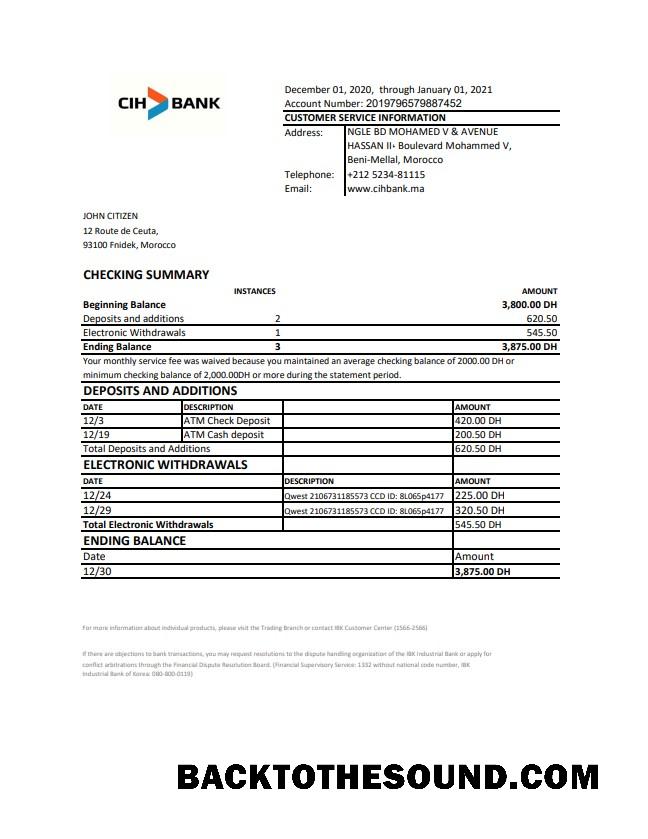 CIH BANK
December 01, 2020, through January 01, 2021
Account Number: 2019796579887452
CUSTOMER SERVICE INFORMATION
Address: NGLE BD MOHAMED V & AVENUE
HASSAN II، Boulevard Mohammed V,
Beni-Mellal, Morocco
Telephone: +212 5234-81115
Email: www.cihbank.ma
JOHN CITIZEN
12 Route de Ceuta,
93100 Fnidek, Morocco
CHECKING SUMMARY
INSTANCES AMOUNT
Beginning Balance 3,800.00 DH
Deposits and additions 2 620.50
Electronic Withdrawals 1 545.50
Ending Balance 3 3,875.00 DH
Your monthly service fee was waived because you maintained an average checking balance of 2000.00 DH or
minimum checking balance of 2,000.00DH or more during the statement period.
DEPOSITS AND ADDITIONS
DATE DESCRIPTION AMOUNT
12/3 ATM Check Deposit 420.00 DH
12/19 ATM Cash deposit 200.50 DH
Total Deposits and Additions 620.50 DH
ELECTRONIC WITHDRAWALS
DATE DESCRIPTION AMOUNT
12/24 Qwest 2106731185573 CCD ID: 8L065p4177 225.00 DH
12/29 Qwest 2106731185573 CCD ID: 8L065p4177 320.50 DH
Total Electronic Withdrawals 545.50 DH
ENDING BALANCE
Date Amount
12/30 3,875.00 DH
For more information about individual products, please visit the Trading Branch or contact IBK Customer Center (1566-2566)
If there are objections to bank transactions, you may request resolutions to the dispute handling organization of the IBK Industrial Bank or apply for
conflict arbitrations through the Financial Dispute Resolution Board. (Financial Supervisory Service: 1332 without national code number, IBK
Industrial Bank of Korea: 080-800-0119)
BACKTOTHESOUND.COM